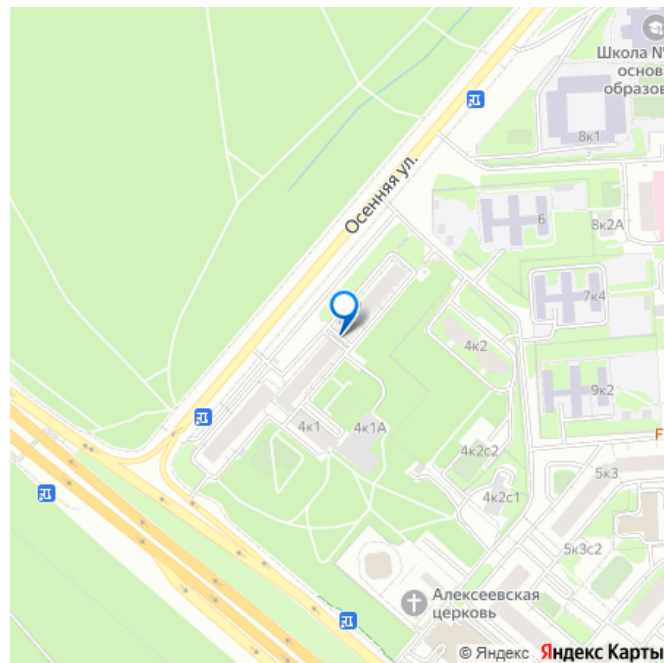 Школа №
основ
образов
8к1
Осенняя ул.
6
8к2А
7к4
4к2
9к2
4к1
4к1А
F
4к2с2
5к3
4к2с1
5к3с2
Алексеевская
церковь
© Яндекс Яндекс Карты